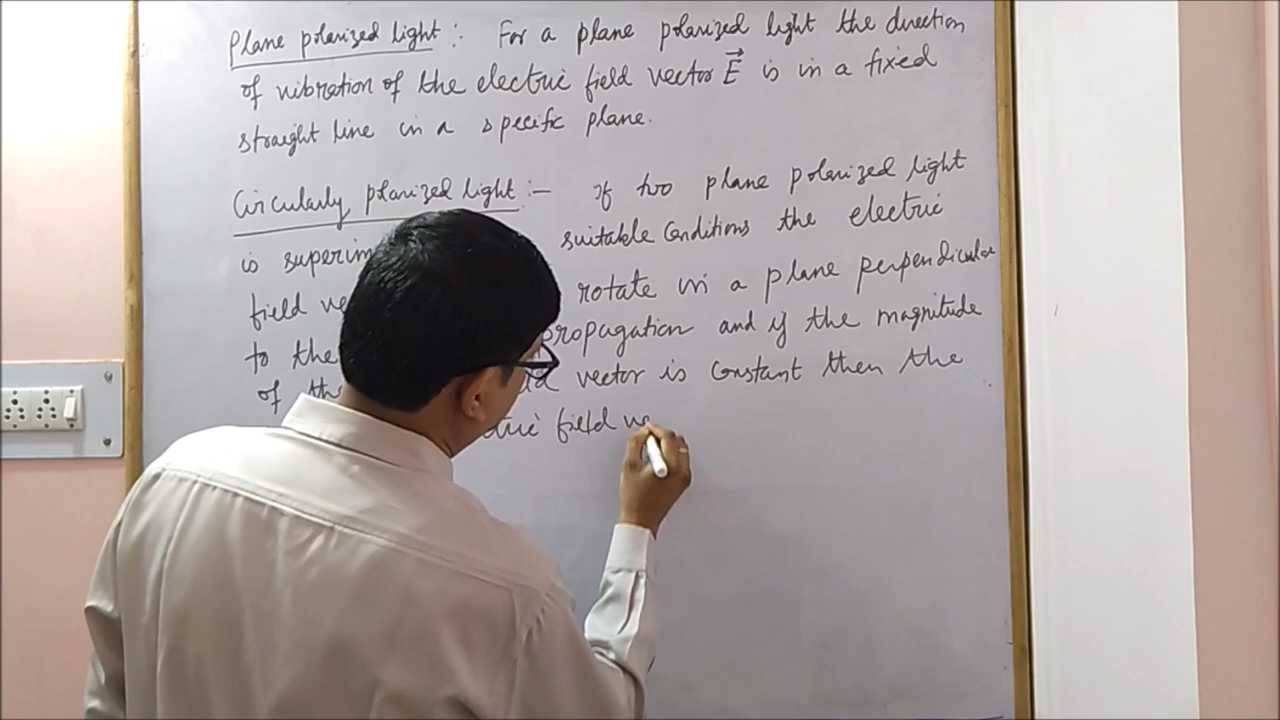 Plane polarized light : For a plane polarized light the direction
of vibration of the electric field vector E⃗ is in a fixed
straight line in a specific plane.
Circularly polarized light :– If two plane polarized light
is superim suitable conditions the electric
field ve rotate in a plane perpendicular
to the propagation and if the magnitude
of the vector is constant then the
field ve